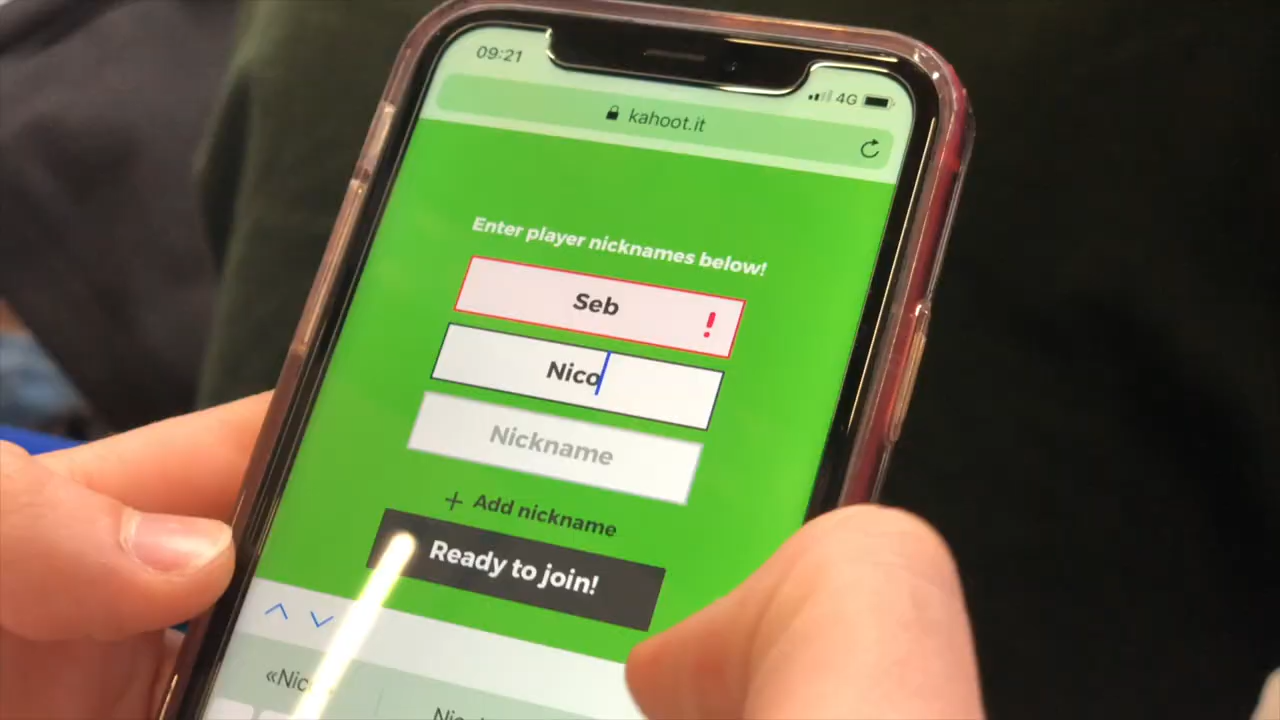 09:21
4G
kahoot.it
Enter player nicknames below!
Seb
!
Nico
Nickname
+ Add nickname
Ready to join!